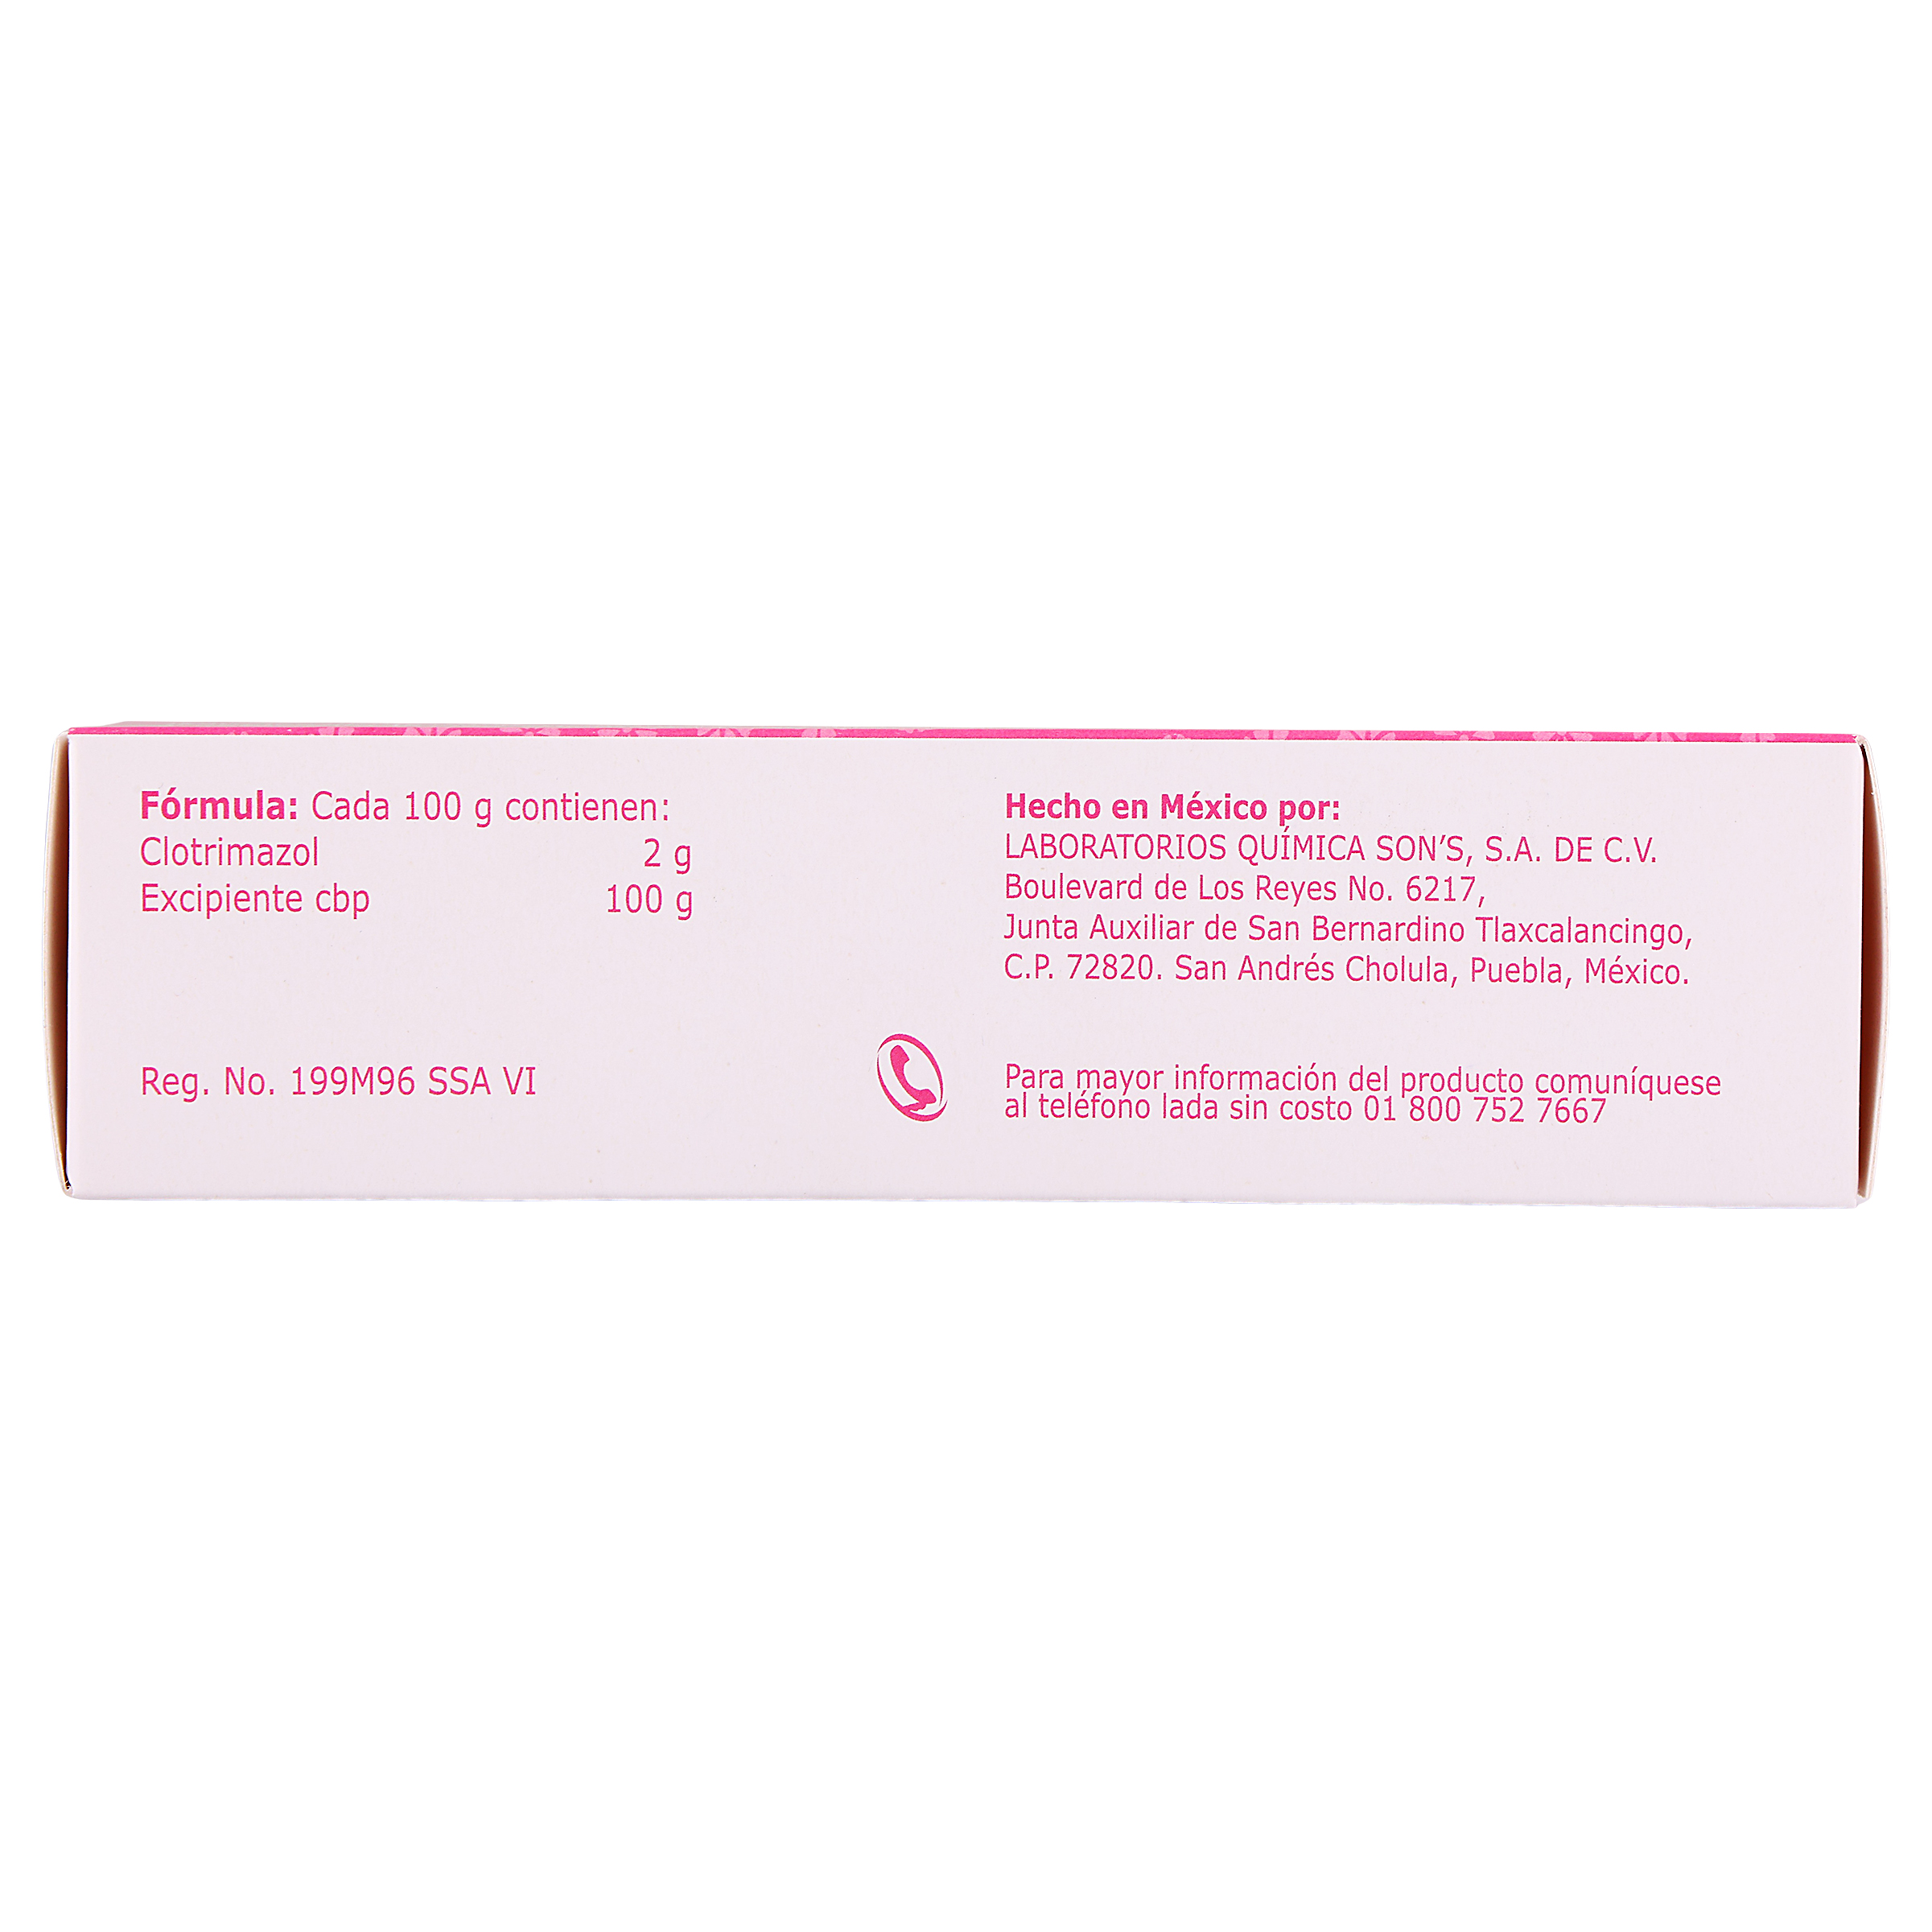 Fórmula: Cada 100 g contienen:
Clotrimazol 2 g
Excipiente cbp 100 g
Reg. No. 199M96 SSA VI
Hecho en México por:
LABORATORIOS QUÍMICA SON'S, S.A. DE C.V.
Boulevard de Los Reyes No. 6217,
Junta Auxiliar de San Bernardino Tlaxcalancingo,
C.P. 72820. San Andrés Cholula, Puebla, México.
Para mayor información del producto comuníquese
al teléfono lada sin costo 01 800 752 7667